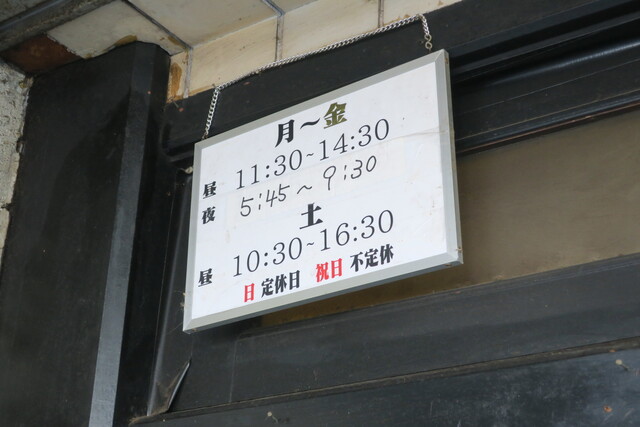 月～金
昼 11:30~14:30
夜 5:45～9:30
土
昼 10:30~16:30
日 定休日 祝日 不定休